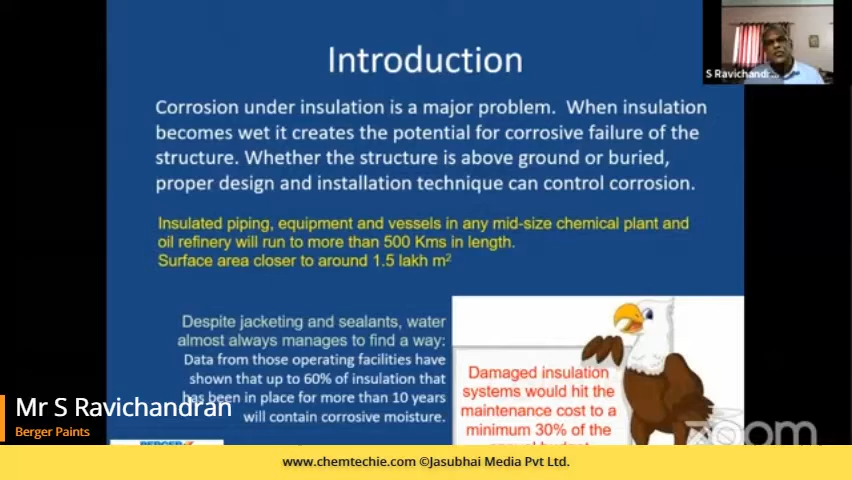 Introduction
S Ravichandr...
Corrosion under insulation is a major problem. When insulation
becomes wet it creates the potential for corrosive failure of the
structure. Whether the structure is above ground or buried,
proper design and installation technique can control corrosion.
Insulated piping, equipment and vessels in any mid-size chemical plant and
oil refinery will run to more than 500 Kms in length.
Surface area closer to around 1.5 lakh m²
Despite jacketing and sealants, water
almost always manages to find a way:
Data from those operating facilities have
shown that up to 60% of insulation that
has been in place for more than 10 years
will contain corrosive moisture.
Damaged insulation
systems would hit the
maintenance cost to a
minimum 30% of the
Mr S Ravichandran
Berger Paints
BERGER
zoom
www.chemtechie.com ©Jasubhai Media Pvt Ltd.